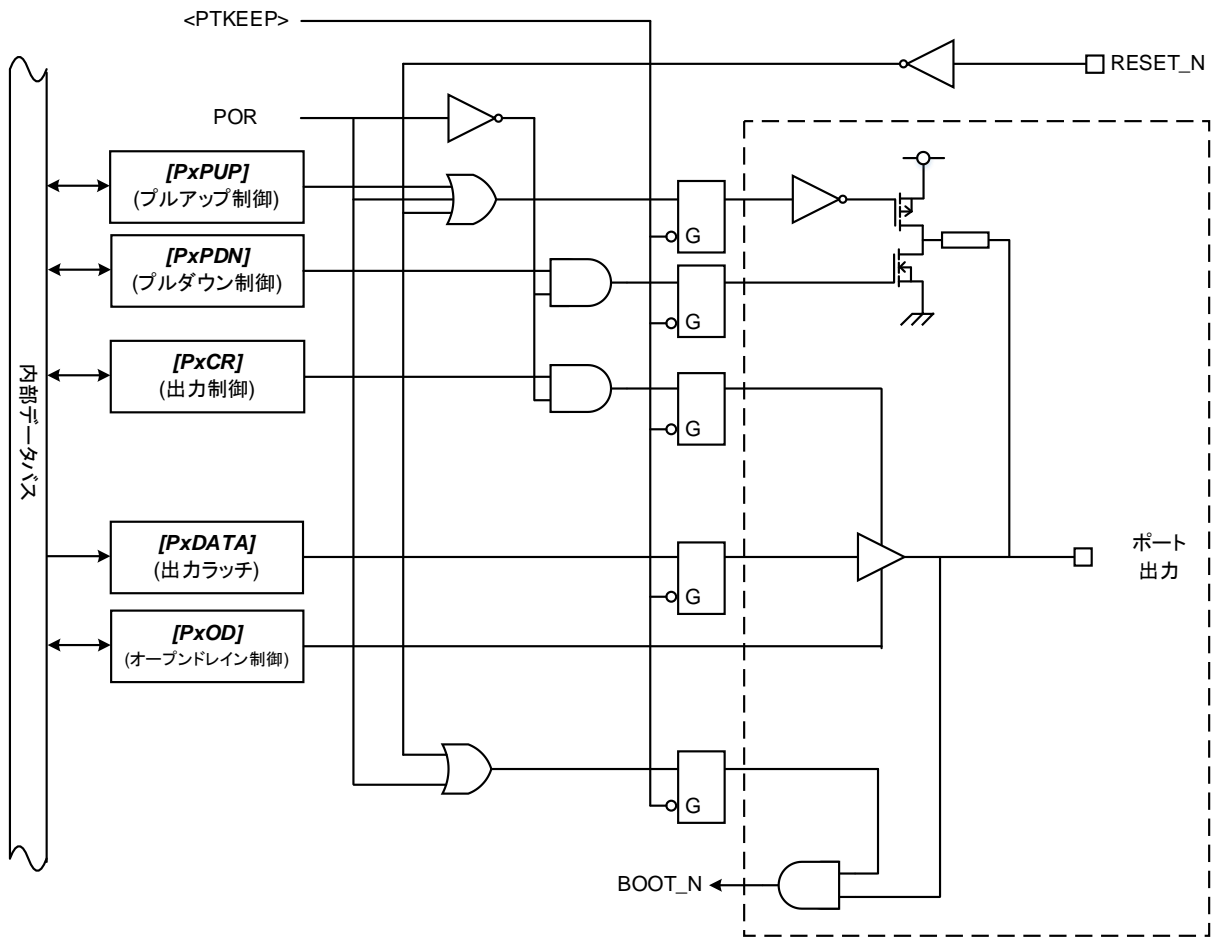 <PTKEEP>
RESET_N
POR
[PxPUP]
(プルアップ制御)
G
[PxPDN]
(プルダウン制御)
G
[PxCR]
(出力制御)
G
内部データバス
[PxDATA]
(出力ラッチ)
G
ポート
出力
[PxOD]
(オープンドレイン制御)
G
BOOT_N